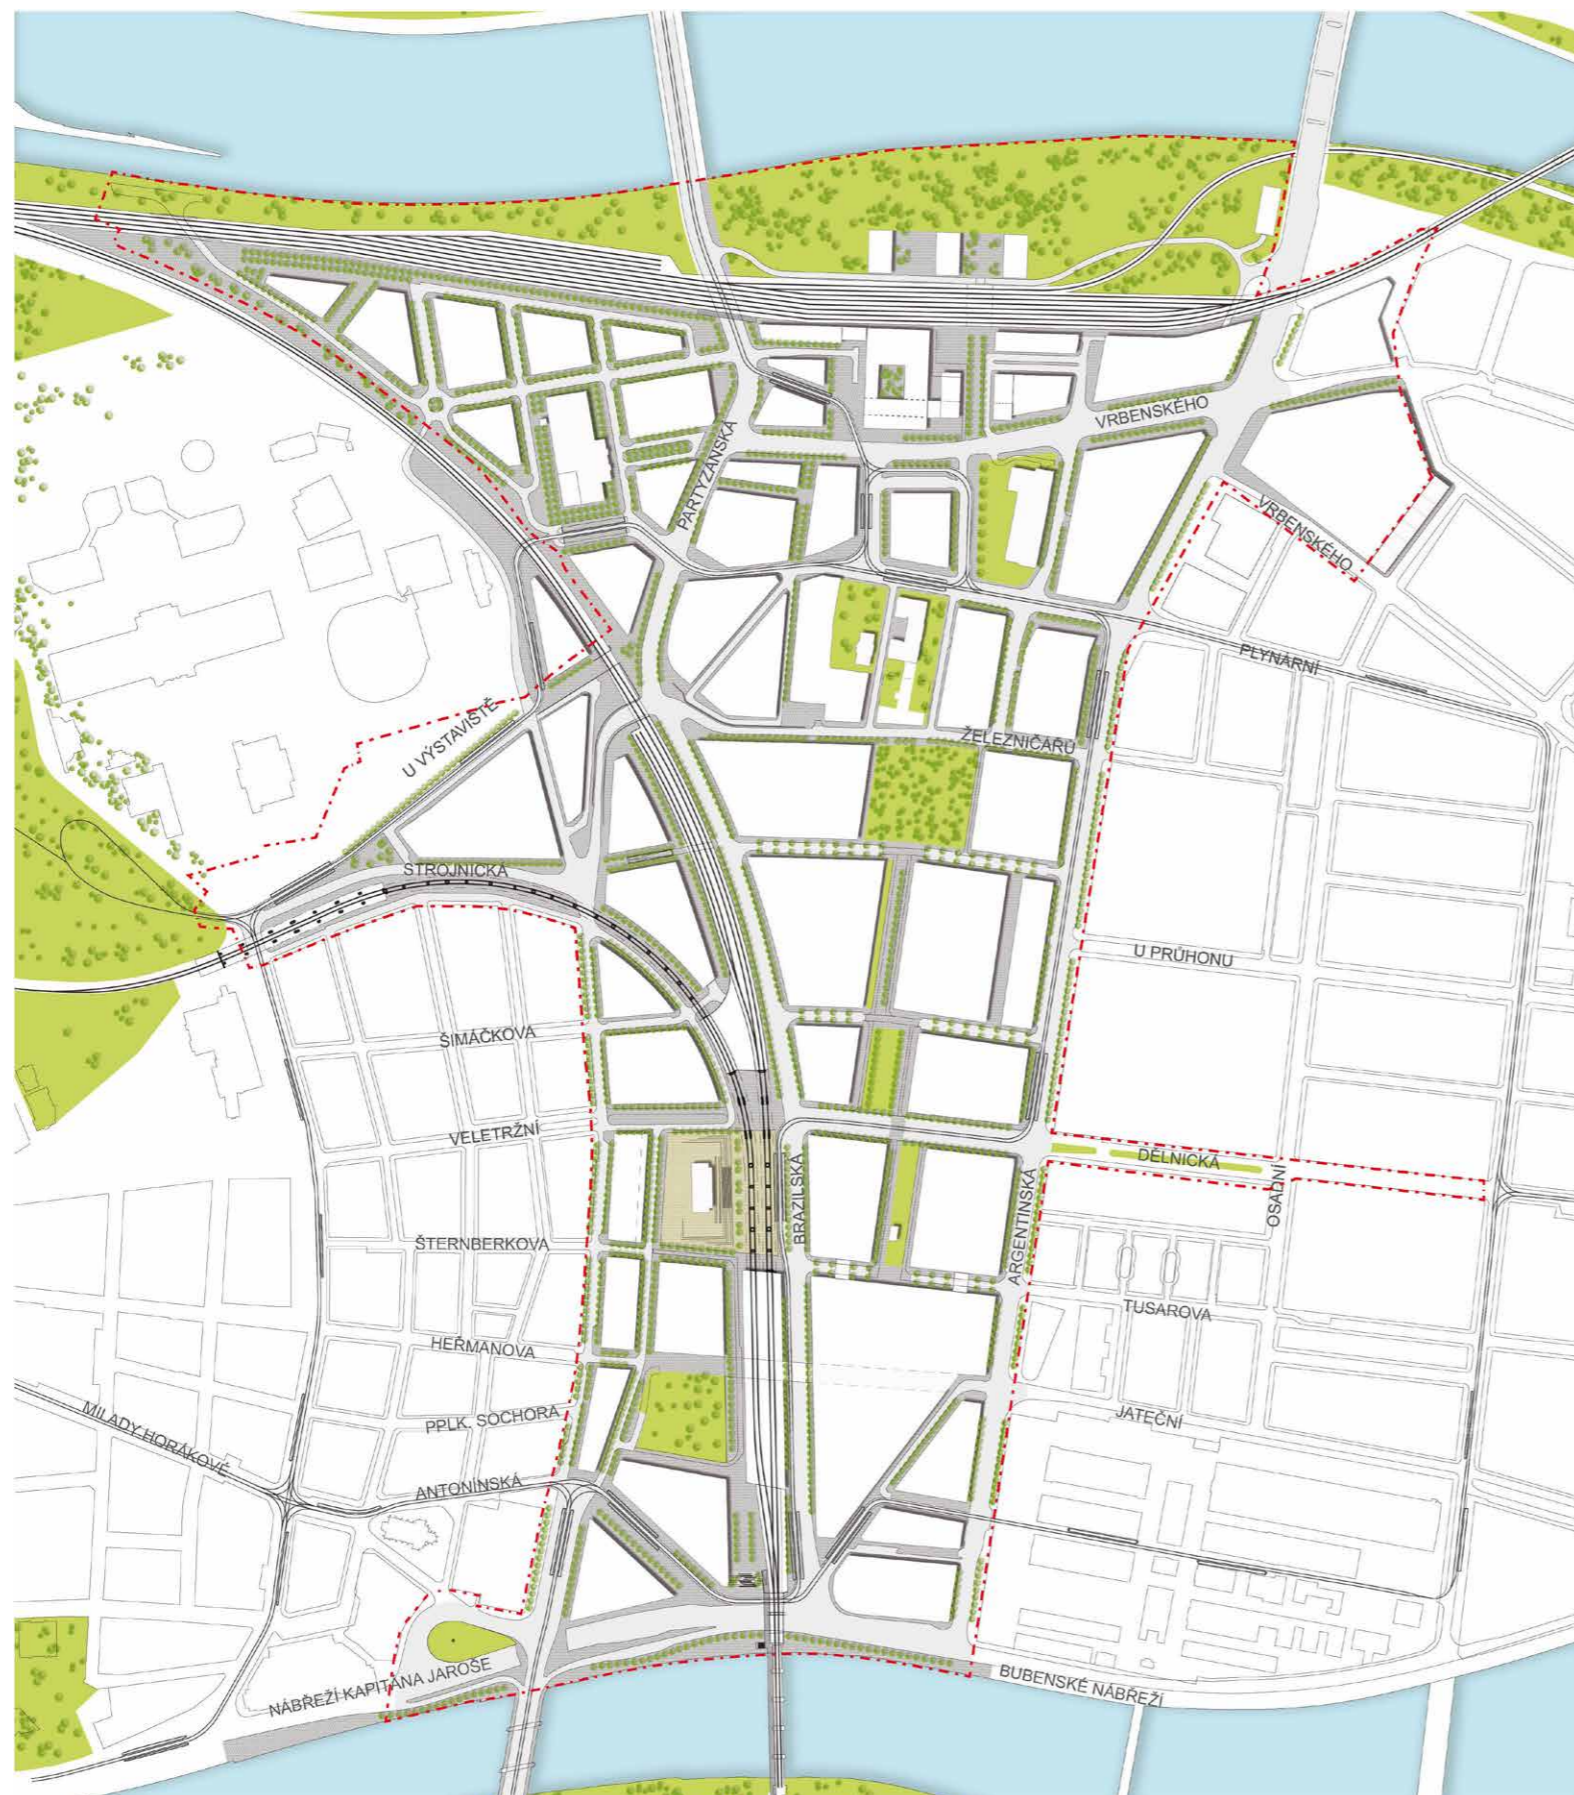 VRBENSKÉHO
PARTYZÁNSKÁ
VRBENSKÉHO
PLYNÁRNÍ
U VÝSTAVIŠTĚ
ŽELEZNIČÁŘŮ
STROJNICKÁ
U PRŮHONU
ŠIMÁČKOVA
VELETRŽNÍ
DĚLNICKÁ
BRAZILSKÁ
ARGENTINSKÁ
OSADNÍ
ŠTERNBERKOVA
TUSAROVA
HEŘMANOVA
MILADY HORÁKOVÉ
PPLK. SOCHORA
JATEČNÍ
ANTONÍNSKÁ
NÁBŘEŽÍ KAPITÁNA JAROŠE
BUBENSKÉ NÁBŘEŽÍ